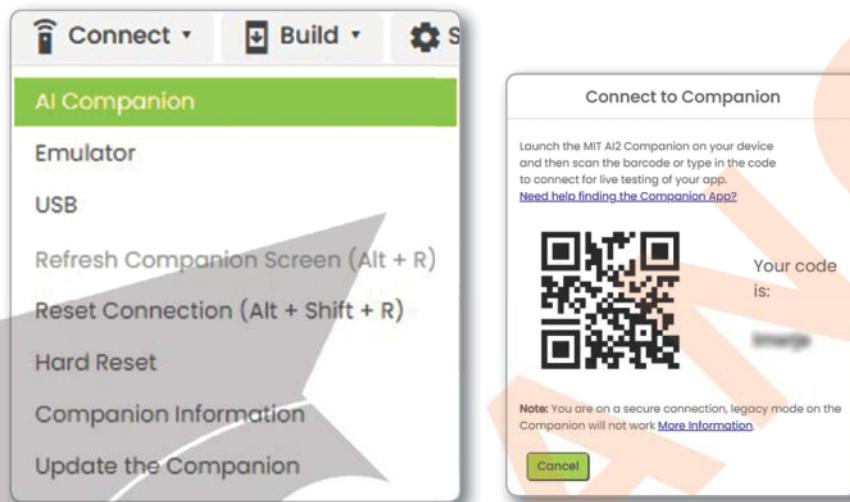 Connect ▾ Build ▾ S
AI Companion
Emulator
USB
Refresh Companion Screen (Alt + R)
Reset Connection (Alt + Shift + R)
Hard Reset
Companion Information
Update the Companion
Connect to Companion
Launch the MIT AI2 Companion on your device
and then scan the barcode or type in the code
to connect for live testing of your app.
Need help finding the Companion App?
Your code
is:
Note: You are on a secure connection, legacy mode on the
Companion will not work More Information.
Cancel